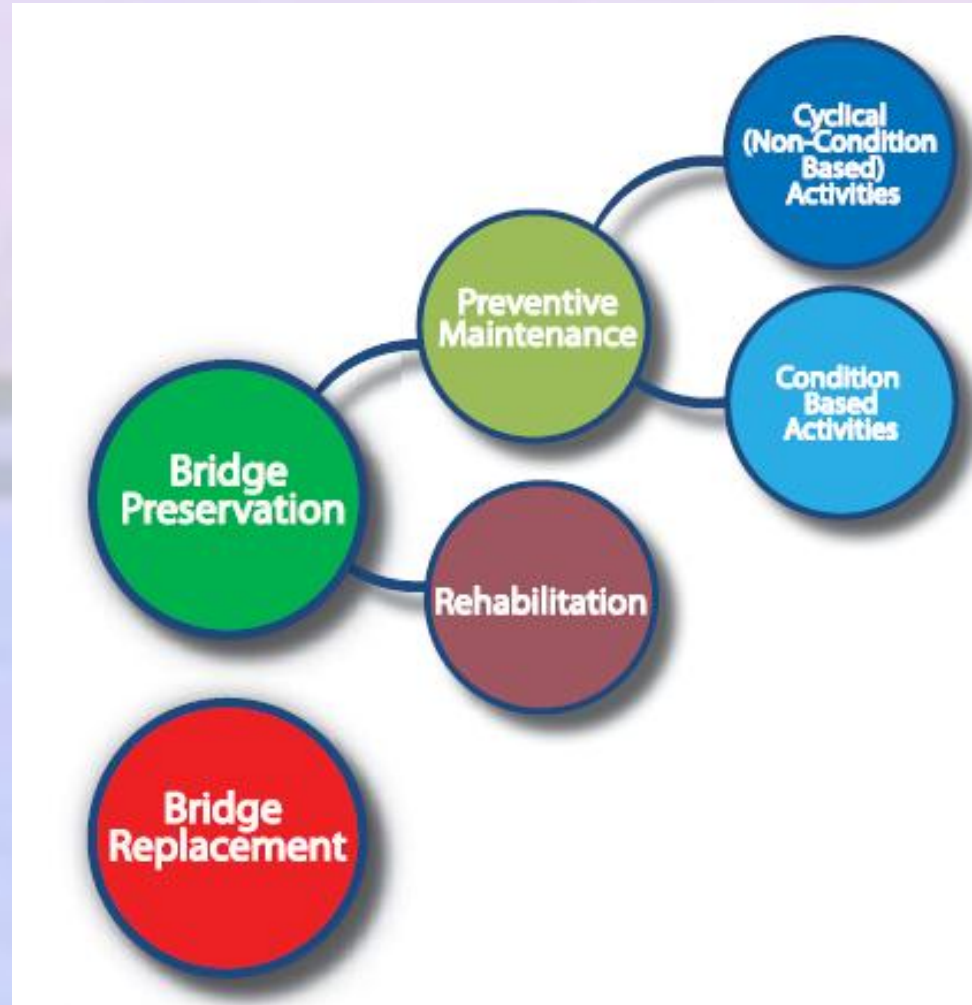 Cyclical
(Non-Condition
Based)
Activities
Preventive
Maintenance
Condition
Based
Activities
Bridge
Preservation
Rehabilitation
Bridge
Replacement